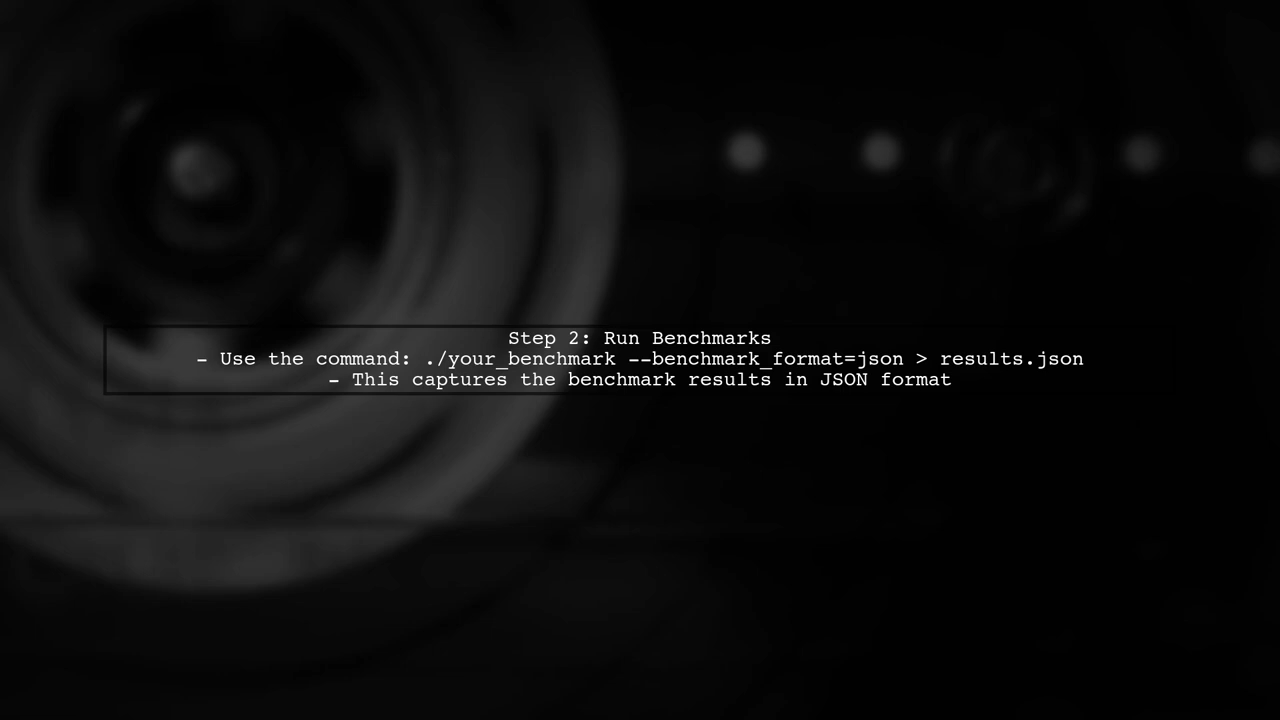 Step 2: Run Benchmarks
- Use the command: ./your_benchmark --benchmark_format=json > results.json
- This captures the benchmark results in JSON format